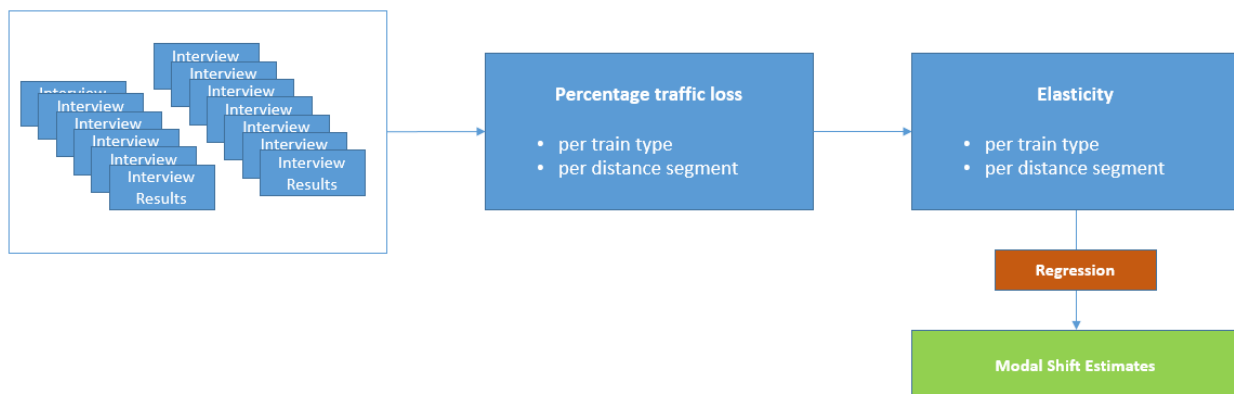 Interview
Interview
Interview
Interview
Interview
Interview
Results
Interview
Interview
Interview
Interview
Interview
Interview
Interview
Results
Percentage traffic loss
• per train type
• per distance segment
Elasticity
• per train type
• per distance segment
Regression
Modal Shift Estimates